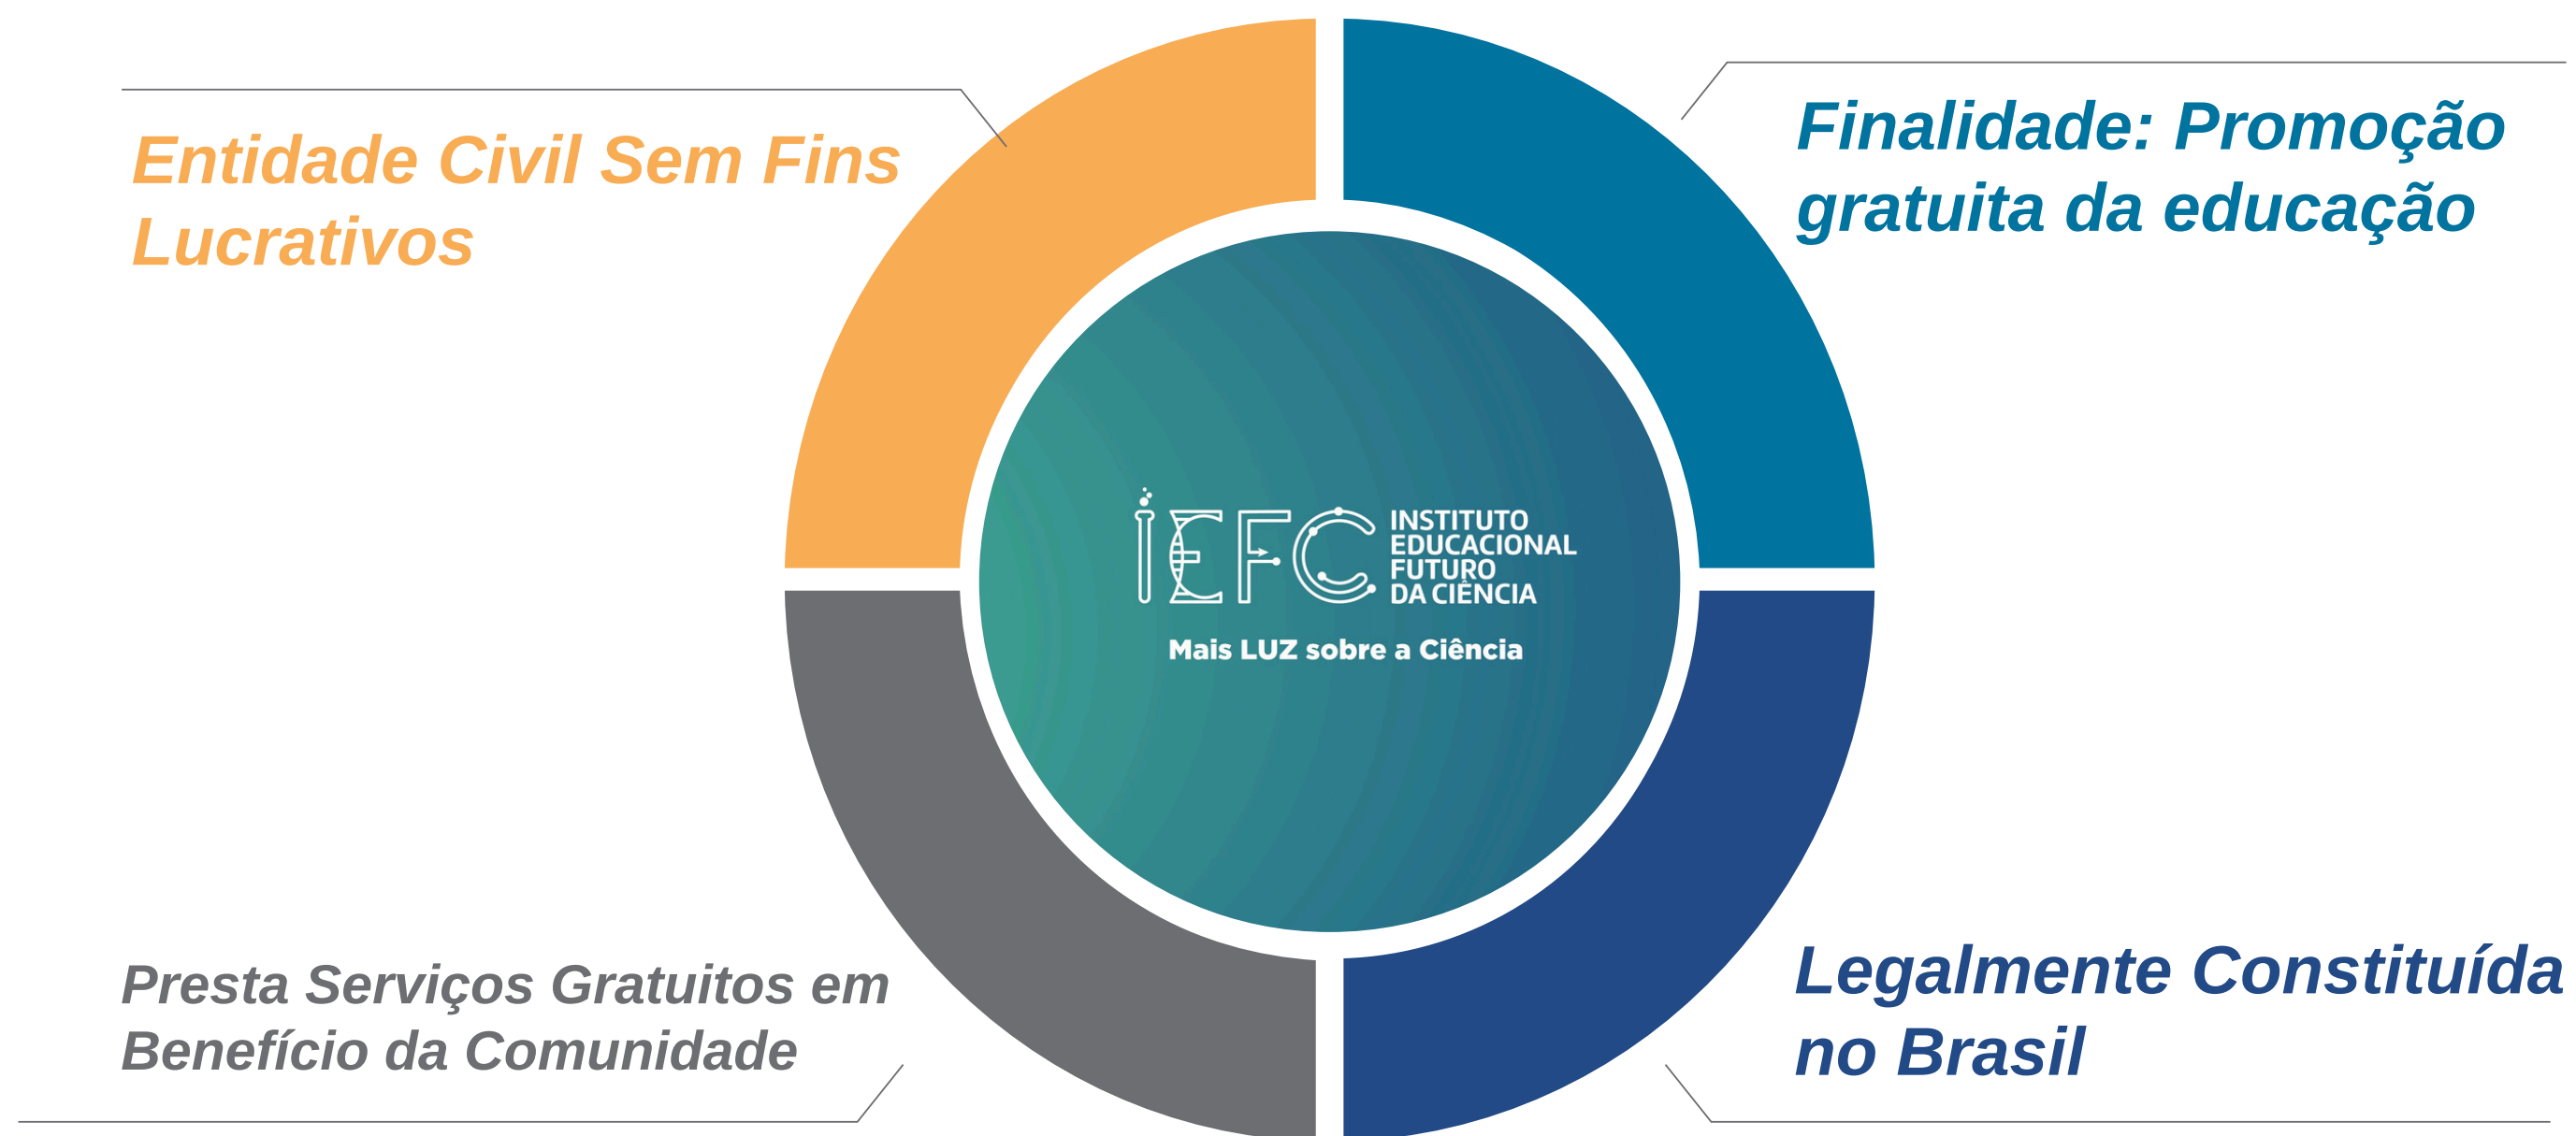 Entidade Civil Sem Fins
Lucrativos
Finalidade: Promoção
gratuita da educação
IEFC
INSTITUTO
EDUCACIONAL
FUTURO
DA CIÊNCIA
Mais LUZ sobre a Ciência
Presta Serviços Gratuitos em
Benefício da Comunidade
Legalmente Constituída
no Brasil